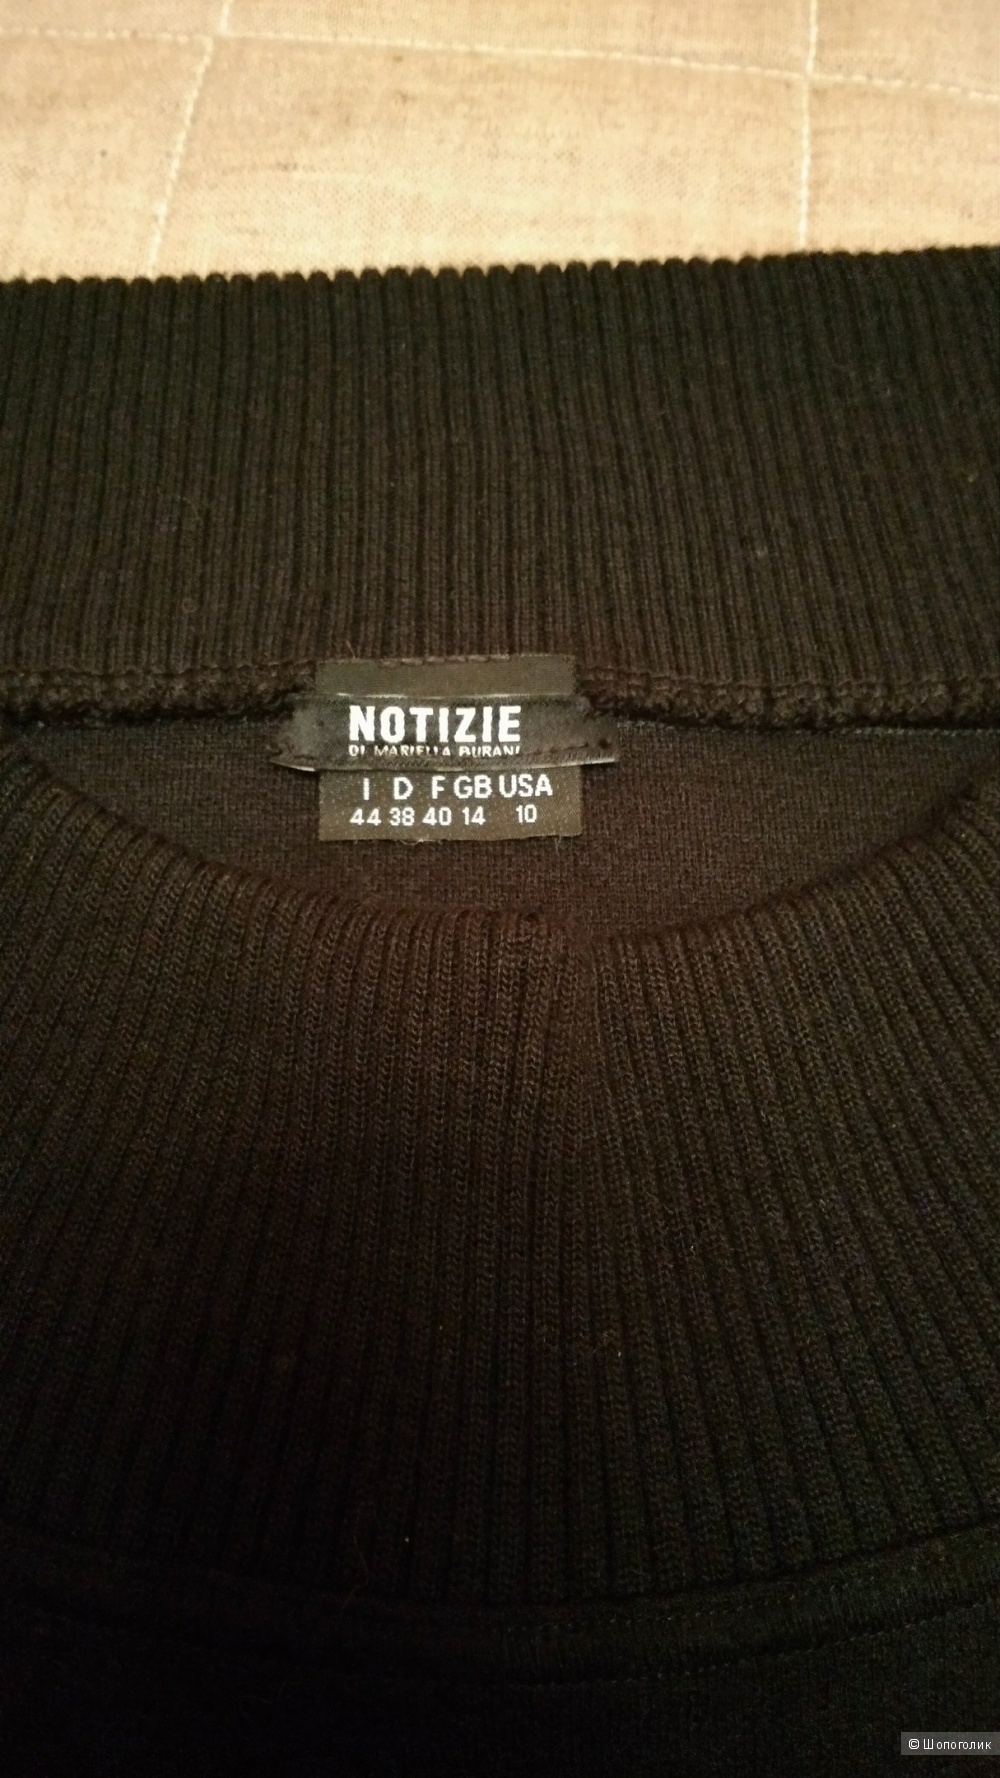 NOTIZIE
DI MARIELLA BURANI
I D F GB USA
44 38 40 14 10
© Шопоголик